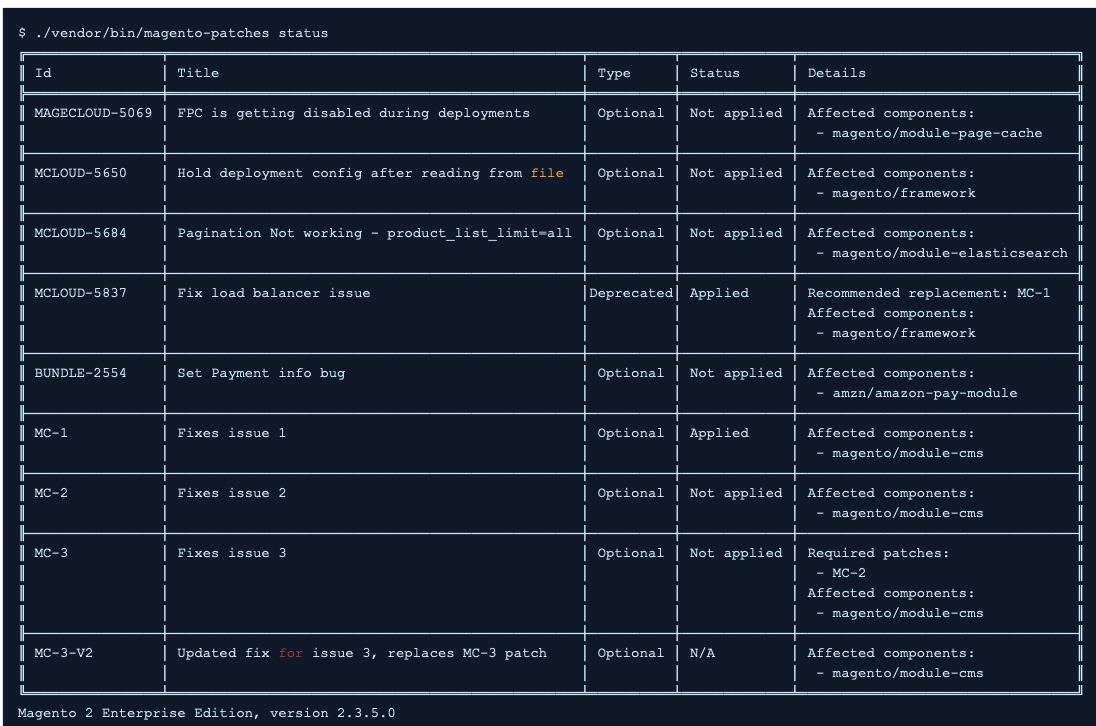 $ ./vendor/bin/magento-patches status
Id Title Type Status Details
MAGECLOUD-5069 FPC is getting disabled during deployments Optional Not applied Affected components:
- magento/module-page-cache
MCLOUD-5650 Hold deployment config after reading from file Optional Not applied Affected components:
- magento/framework
MCLOUD-5684 Pagination Not working - product_list_limit=all Optional Not applied Affected components:
- magento/module-elasticsearch
MCLOUD-5837 Fix load balancer issue Deprecated Applied Recommended replacement: MC-1
Affected components:
- magento/framework
BUNDLE-2554 Set Payment info bug Optional Not applied Affected components:
- amzn/amazon-pay-module
MC-1 Fixes issue 1 Optional Applied Affected components:
- magento/module-cms
MC-2 Fixes issue 2 Optional Not applied Affected components:
- magento/module-cms
MC-3 Fixes issue 3 Optional Not applied Required patches:
- MC-2
Affected components:
- magento/module-cms
MC-3-V2 Updated fix for issue 3, replaces MC-3 patch Optional N/A Affected components:
- magento/module-cms
Magento 2 Enterprise Edition, version 2.3.5.0